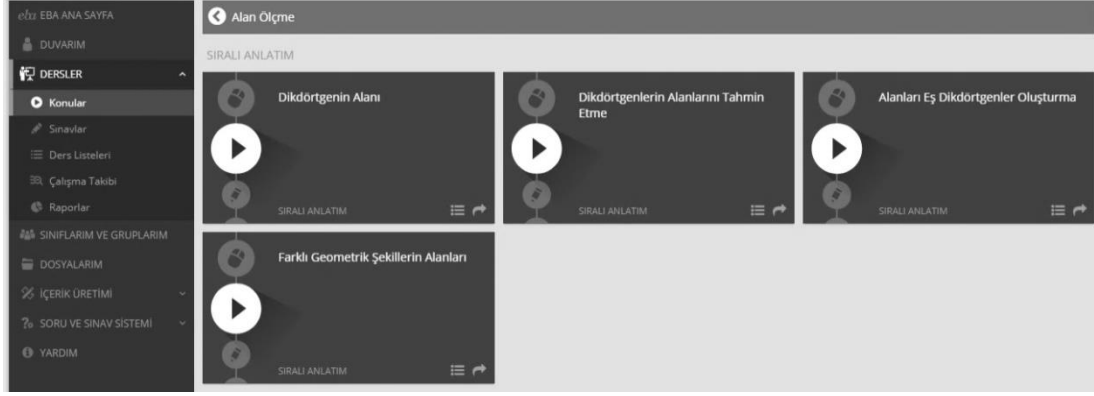 eba EBA ANA SAYFA
DUVARIM
DERSLER
Konular
Sınavlar
Ders Listeleri
Çalışma Takibi
Raporlar
SINIFLARIM VE GRUPLARIM
DOSYALARIM
İÇERİK ÜRETİMİ
SORU VE SINAV SİSTEMİ
YARDIM
Alan Ölçme
SIRALI ANLATIM
Dikdörtgenin Alanı
SIRALI ANLATIM
Dikdörtgenlerin Alanlarını Tahmin
Etme
SIRALI ANLATIM
Alanları Eş Dikdörtgenler Oluşturma
SIRALI ANLATIM
Farklı Geometrik Şekillerin Alanları
SIRALI ANLATIM